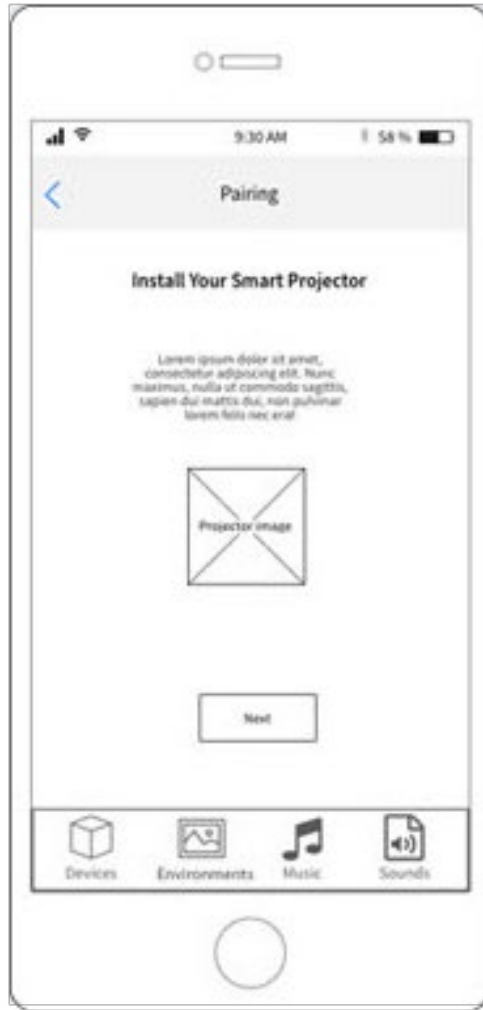 9:30 AM 58 %
Pairing
Install Your Smart Projector
Lorem ipsum dolor sit amet,
consectetur adipiscing elit. Nunc
maximus, nulla ut commodo sagittis,
sapien dui mattis dui, non pulvinar
lorem felis nec erat
Projector image
Next
Devices Environments Music Sounds